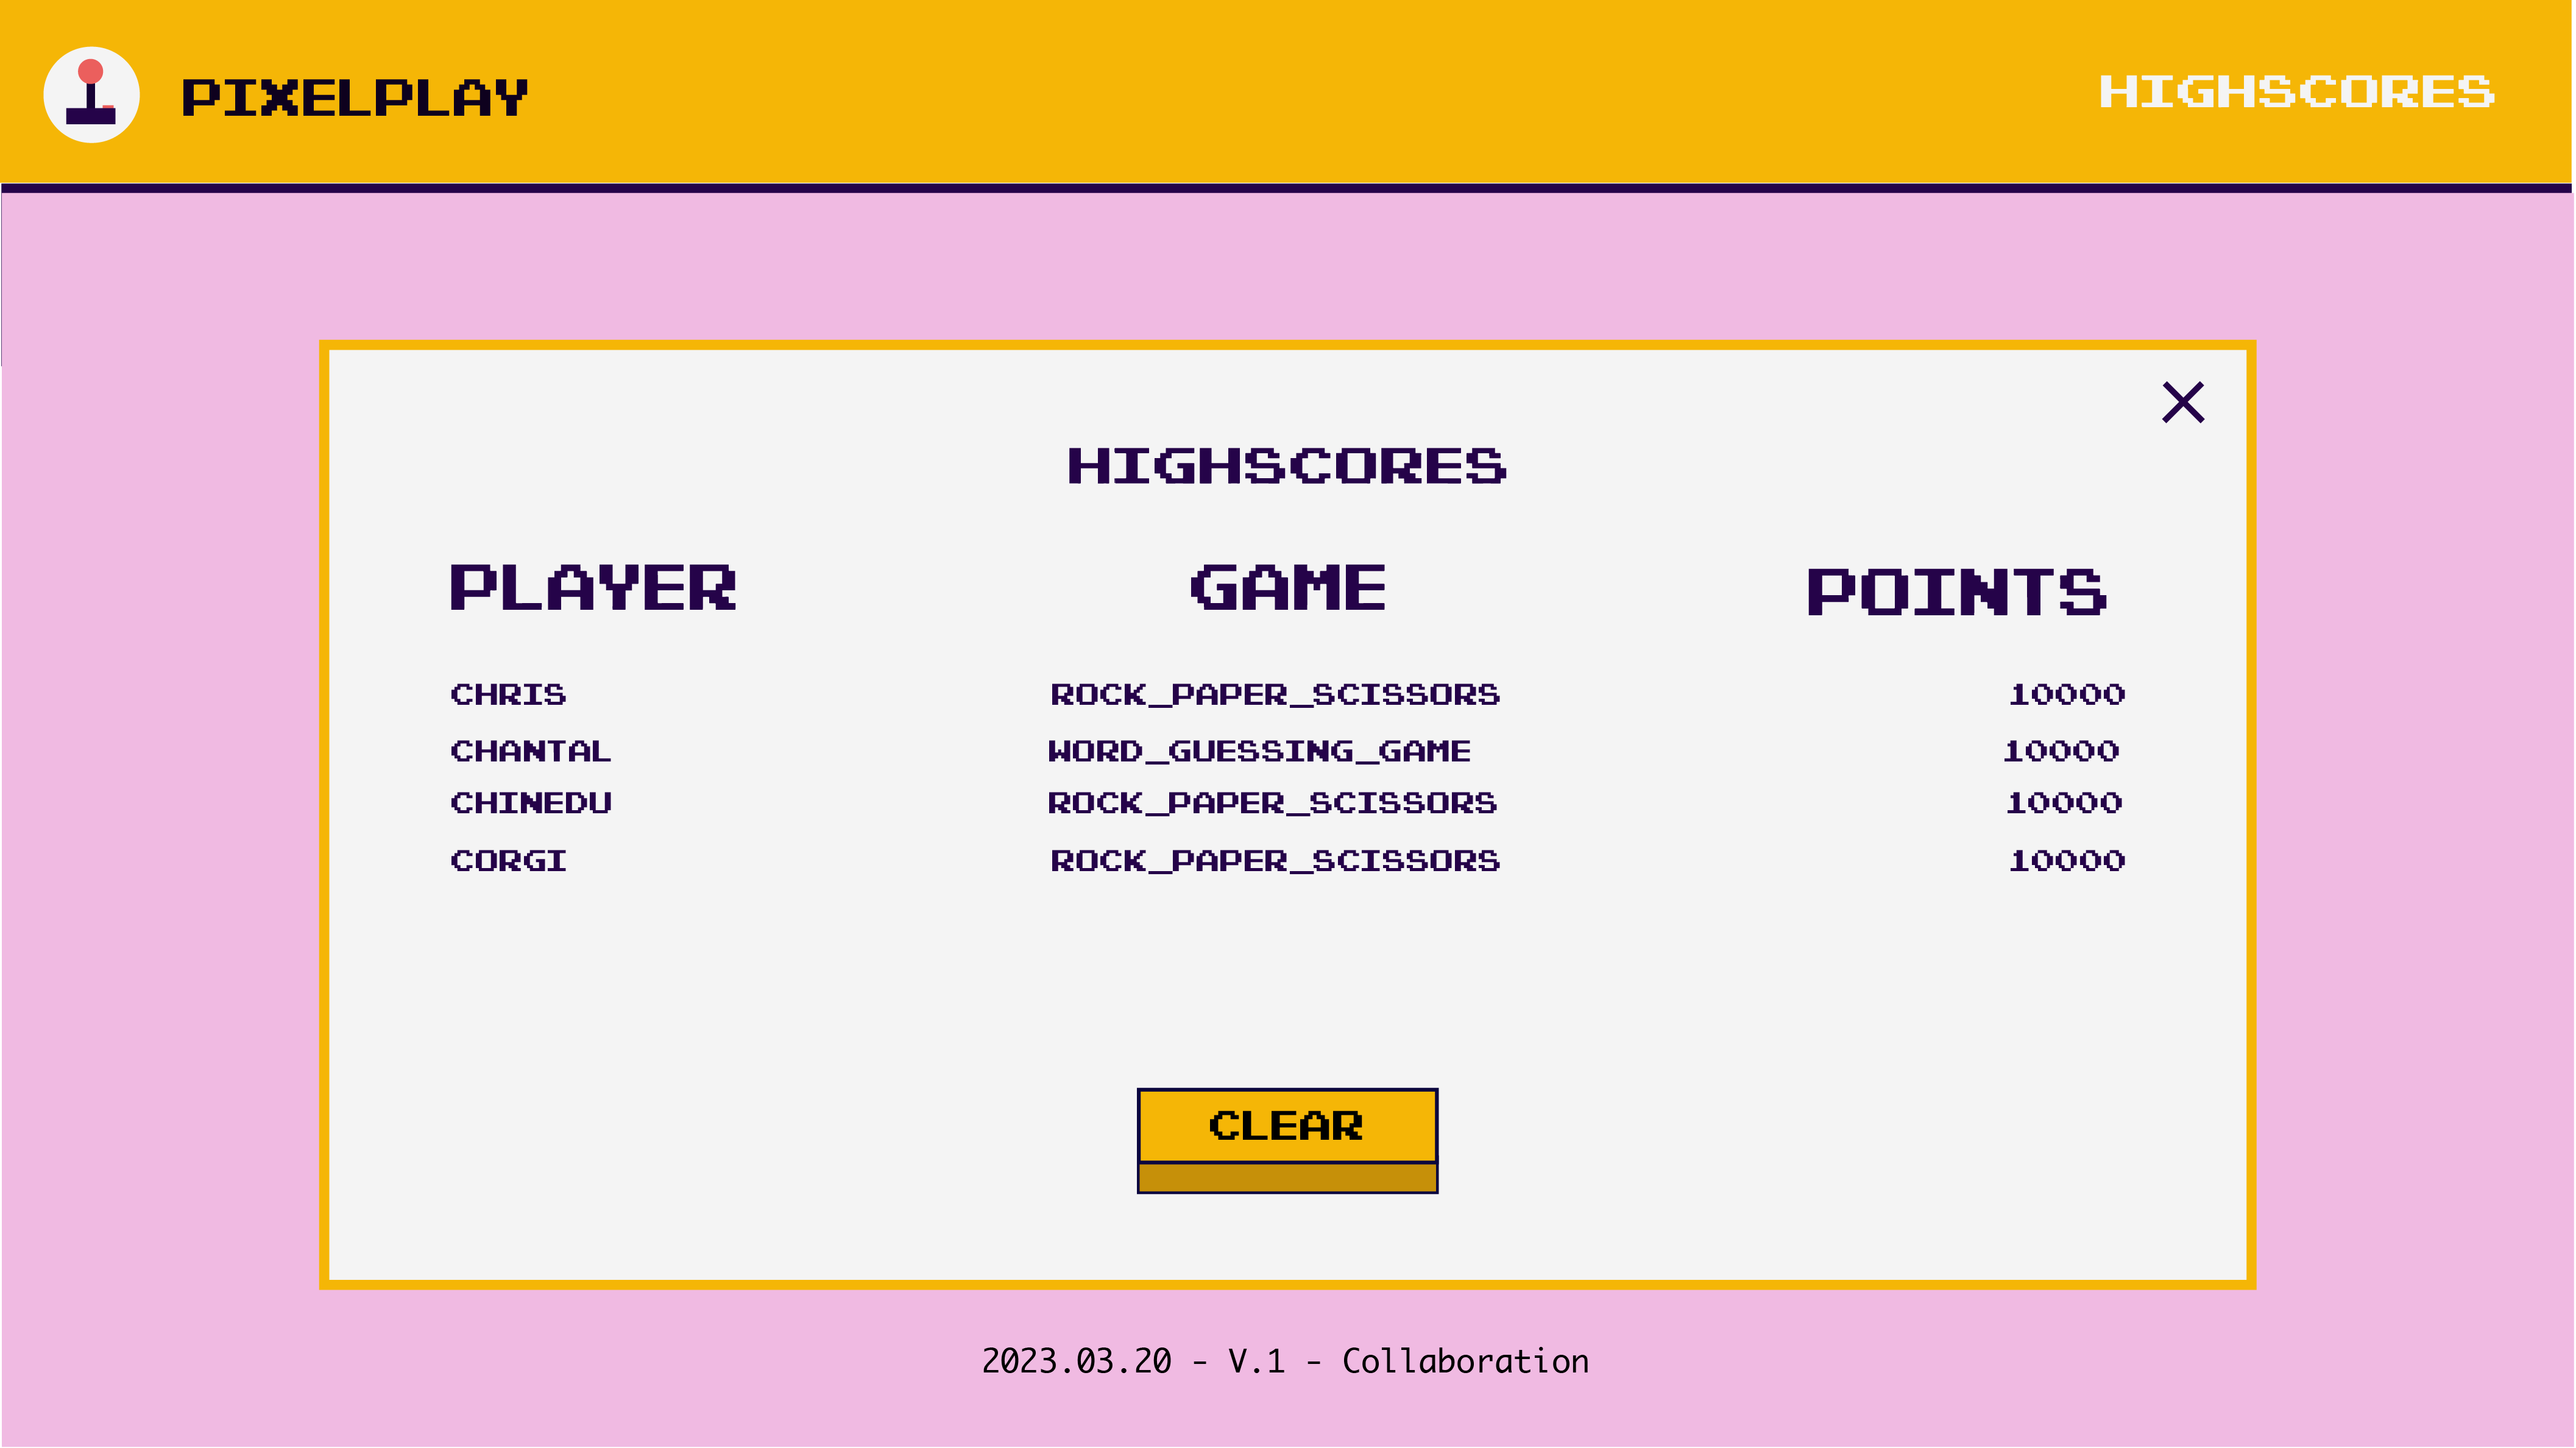 PIXELPLAY
HIGHSCORES
HIGHSCORES
PLAYER GAME POINTS
CHRIS ROCK_PAPER_SCISSORS 10000
CHANTAL WORD_GUESSING_GAME 10000
CHINEDU ROCK_PAPER_SCISSORS 10000
CORGI ROCK_PAPER_SCISSORS 10000
CLEAR
2023.03.20 - V.1 - Collaboration